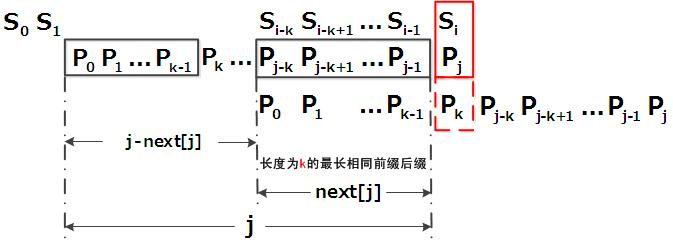 S₀ S₁ Sᵢ₋ₖ Sᵢ₋ₖ₊₁ ... Sᵢ₋₁ Sᵢ
P₀ P₁ ... Pₖ₋₁ Pₖ ... Pⱼ₋ₖ Pⱼ₋ₖ₊₁ ... Pⱼ₋₁ Pⱼ
P₀ P₁ ...Pₖ₋₁ Pₖ Pⱼ₋ₖ Pⱼ₋ₖ₊₁ ...Pⱼ₋₁ Pⱼ
j-next[j]
长度为k的最长相同前缀后缀
next[j]
j